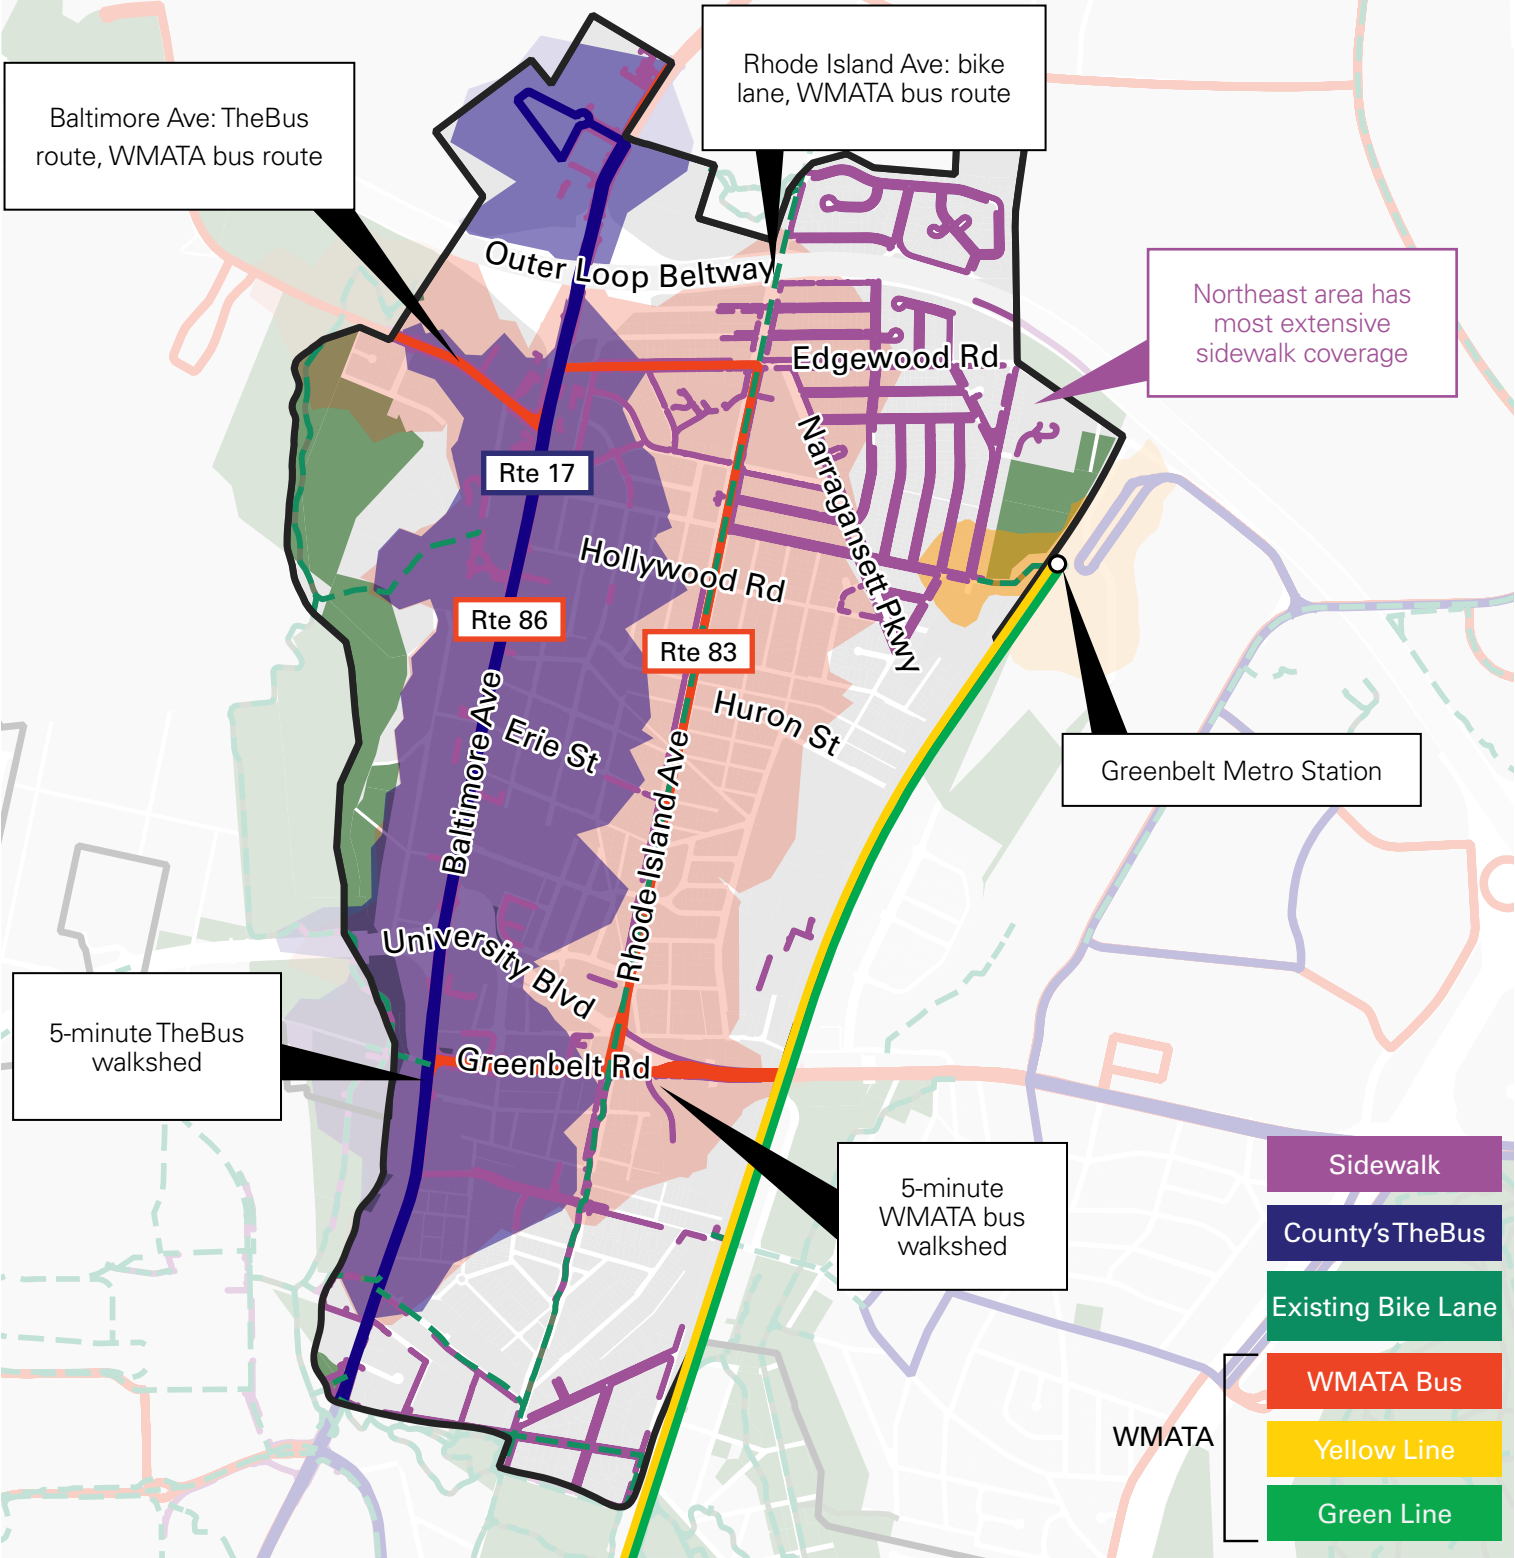 Rhode Island Ave: bike
lane, WMATA bus route
Baltimore Ave: TheBus
route, WMATA bus route
Outer Loop Beltway
Northeast area has
most extensive
sidewalk coverage
Edgewood Rd
Narragansett Pkwy
Rte 17
Hollywood Rd
Rte 86
Rte 83
Huron St
Erie St
Baltimore Ave
Rhode Island Ave
Greenbelt Metro Station
University Blvd
5-minute TheBus
walkshed
Greenbelt Rd
5-minute
WMATA bus
walkshed
Sidewalk
County's TheBus
Existing Bike Lane
WMATA Bus
WMATA
Yellow Line
Green Line